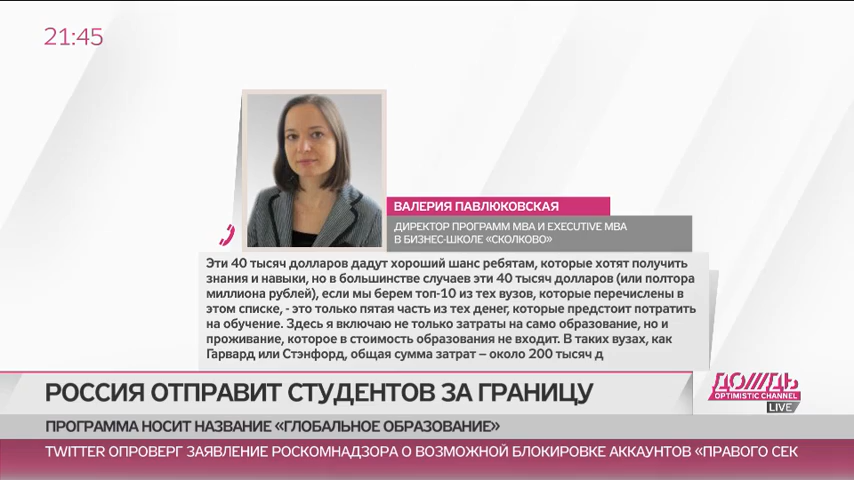 21:45
ВАЛЕРИЯ ПАВЛЮКОВСКАЯ
ДИРЕКТОР ПРОГРАММ MBA И EXECUTIVE MBA
В БИЗНЕС-ШКОЛЕ «СКОЛКОВО»
Эти 40 тысяч долларов дадут хороший шанс ребятам, которые хотят получить
знания и навыки, но в большинстве случаев эти 40 тысяч долларов (или полтора
миллиона рублей), если мы берем топ-10 из тех вузов, которые перечислены в
этом списке, - это только пятая часть из тех денег, которые предстоит потратить
на обучение. Здесь я включаю не только затраты на само образование, но и
проживание, которое в стоимость образования не входит. В таких вузах, как
Гарвард или Стэнфорд, общая сумма затрат – около 200 тысяч д
РОССИЯ ОТПРАВИТ СТУДЕНТОВ ЗА ГРАНИЦУ
ДОЖДЬ
OPTIMISTIC CHANNEL
LIVE
ПРОГРАММА НОСИТ НАЗВАНИЕ «ГЛОБАЛЬНОЕ ОБРАЗОВАНИЕ»
TWITTER ОПРОВЕРГ ЗАЯВЛЕНИЕ РОСКОМНАДЗОРА О ВОЗМОЖНОЙ БЛОКИРОВКЕ АККАУНТОВ «ПРАВОГО СЕК